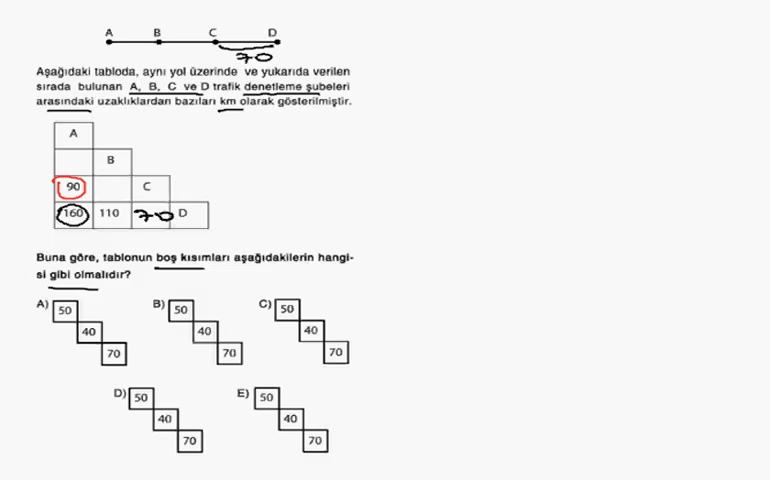 A B C D
70
Aşağıdaki tabloda, aynı yol üzerinde ve yukarıda verilen
sırada bulunan A, B, C ve D trafik denetleme şubeleri
arasındaki uzaklıklardan bazıları km olarak gösterilmiştir.
A
B
90 C
160 110 70 D
Buna göre, tablonun boş kısımları aşağıdakilerin hangi-
si gibi olmalıdır?
A) 50 B) 50 C) 50
40 40 40
70 70 70
D) 50 E) 50
40 40
70 70